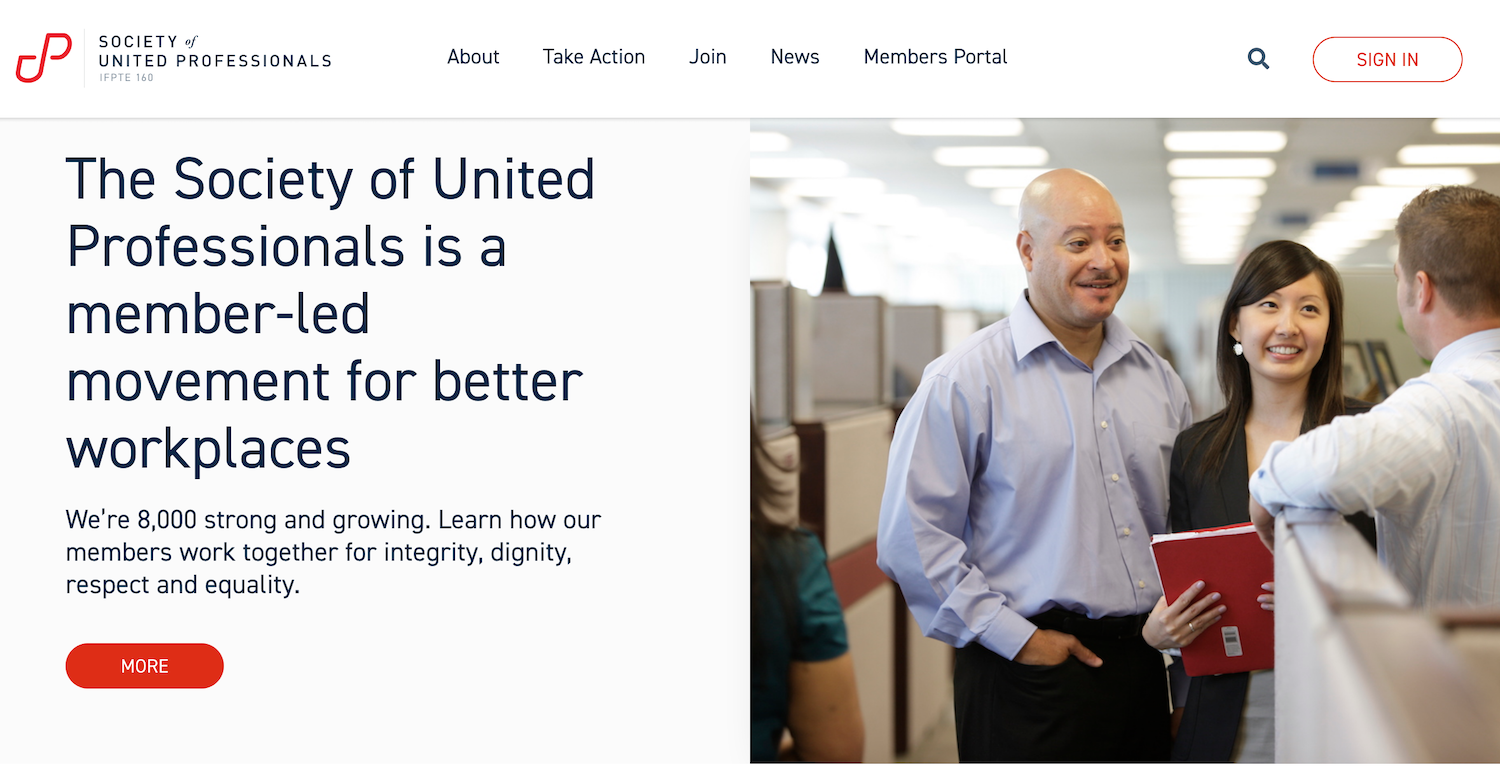 SOCIETY of
UNITED PROFESSIONALS
IFPTE 160
About Take Action Join News Members Portal
SIGN IN
The Society of United
Professionals is a
member-led
movement for better
workplaces
We’re 8,000 strong and growing. Learn how our
members work together for integrity, dignity,
respect and equality.
MORE